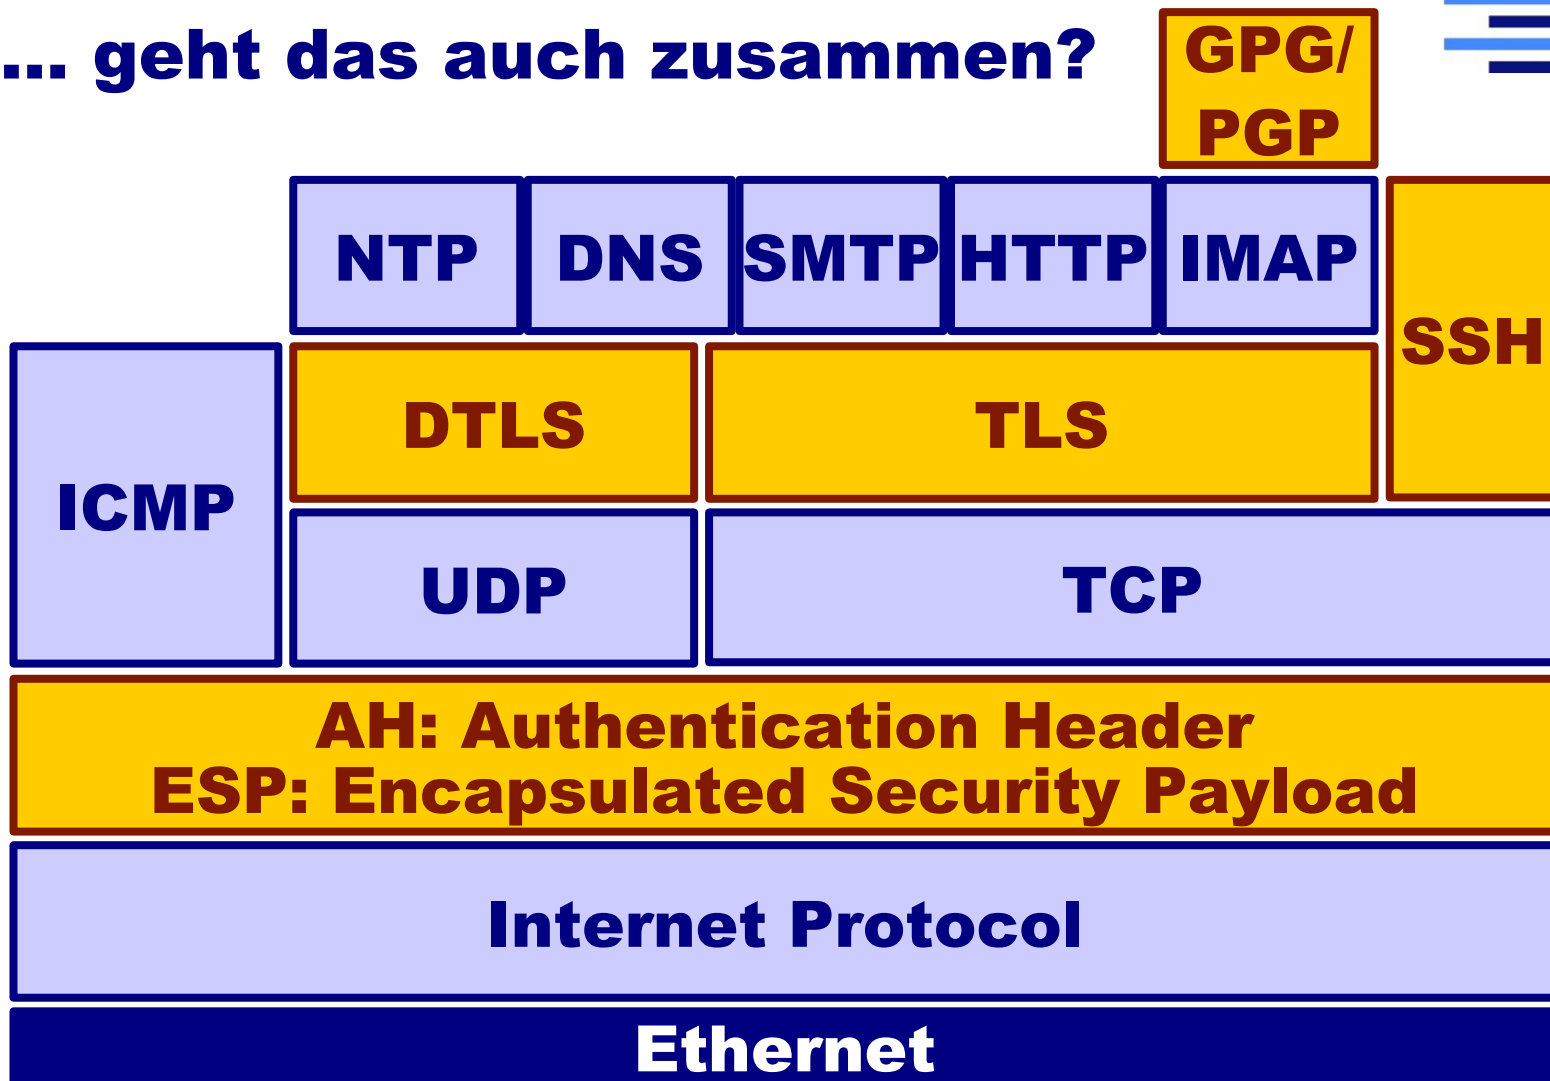 ... geht das auch zusammen?
GPG/
PGP
NTP
DNS
SMTP
HTTP
IMAP
SSH
DTLS
TLS
ICMP
UDP
TCP
AH: Authentication Header
ESP: Encapsulated Security Payload
Internet Protocol
Ethernet